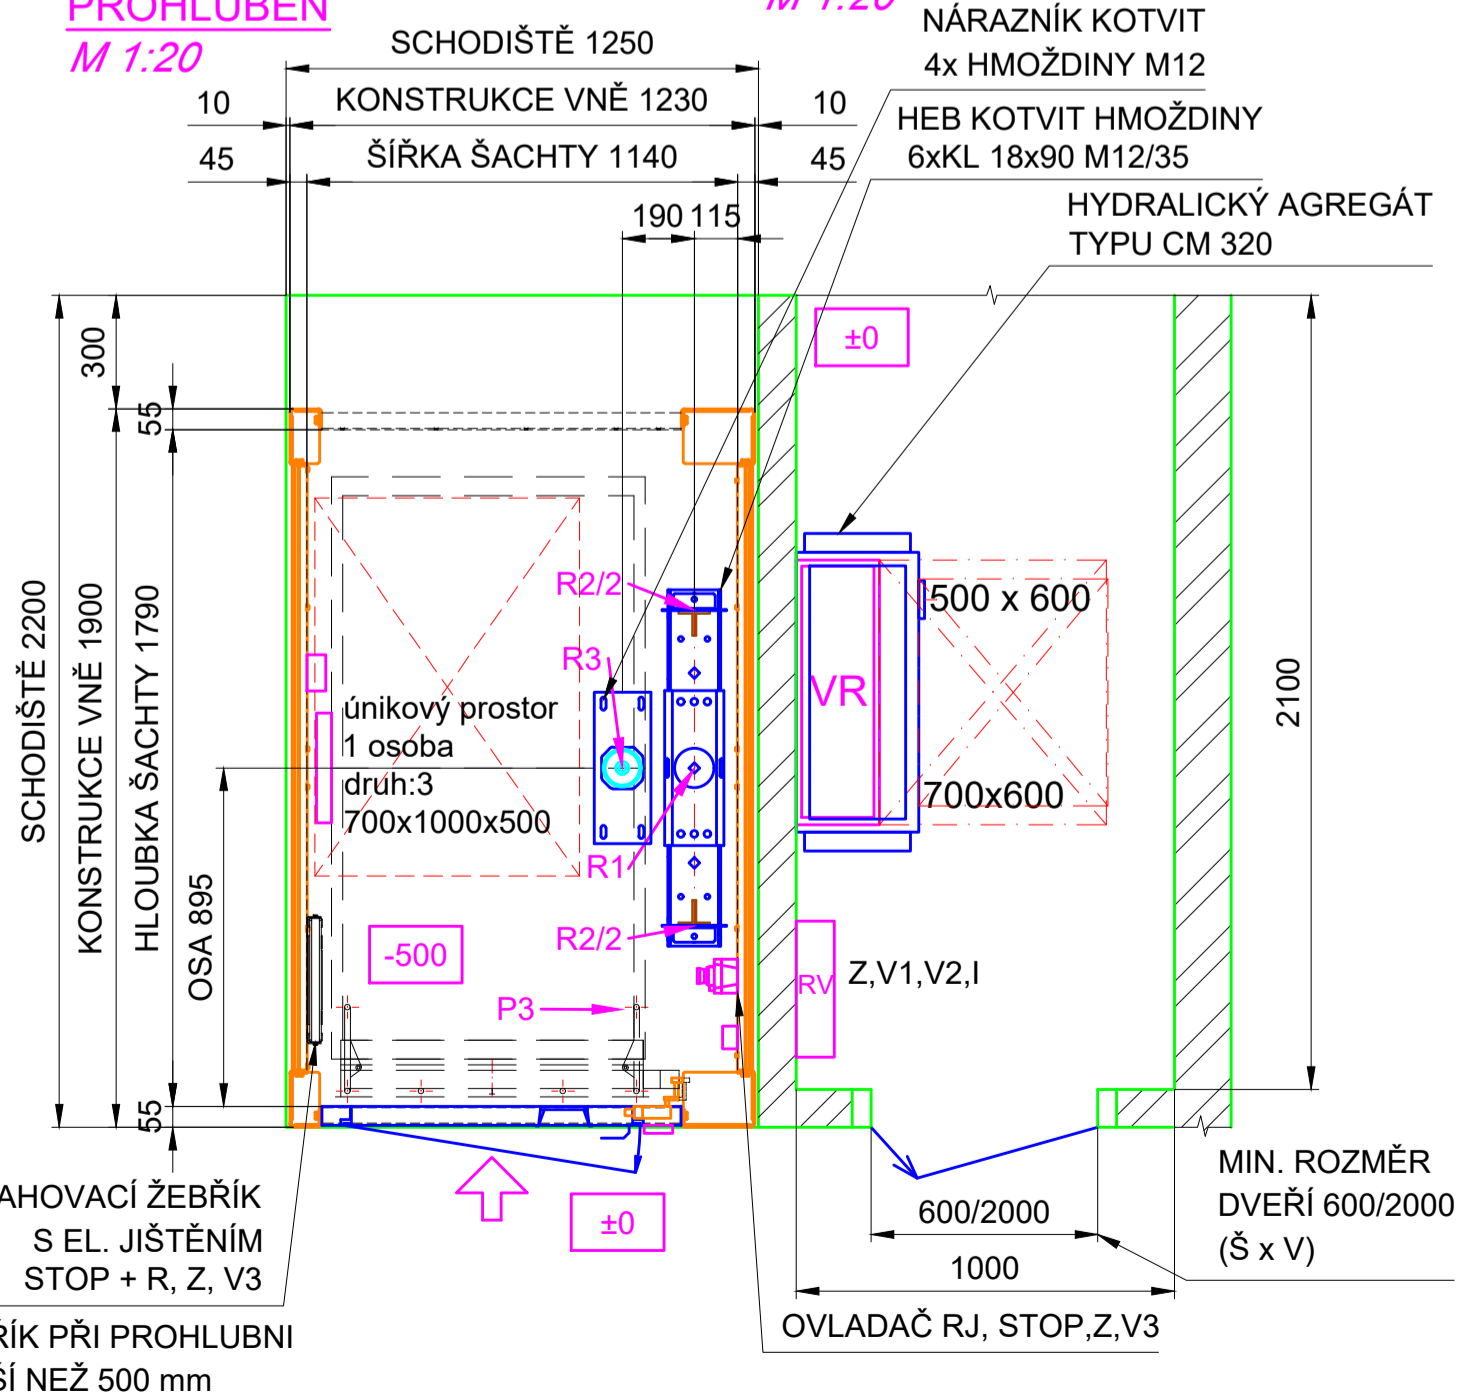 PROHLUBEŇ
M 1:20
M 1:20
SCHODIŠTĚ 1250
KONSTRUKCE VNĚ 1230
10
10
ŠÍŘKA ŠACHTY 1140
45
45
190
115
NÁRAZNÍK KOTVIT
4x HMOŽDINY M12
HEB KOTVIT HMOŽDINY
6xKL 18x90 M12/35
HYDRALICKÝ AGREGÁT
TYPU CM 320
SCHODIŠTĚ 2200
KONSTRUKCE VNĚ 1900
HLOUBKA ŠACHTY 1790
300
55
55
OSA 895
±0
R2/2
R3
R1
R2/2
P3
únikový prostor
1 osoba
druh:3
700x1000x500
-500
VR
500 x 600
700x600
2100
RV
Z,V1,V2,I
±0
600/2000
1000
MIN. ROZMĚR
DVEŘÍ 600/2000
(Š x V)
OVLADAČ RJ, STOP,Z,V3
AHOVACÍ ŽEBŘÍK
S EL. JIŠTĚNÍM
STOP + R, Z, V3
ŘÍK PŘI PROHLUBNI
ŠÍ NEŽ 500 mm